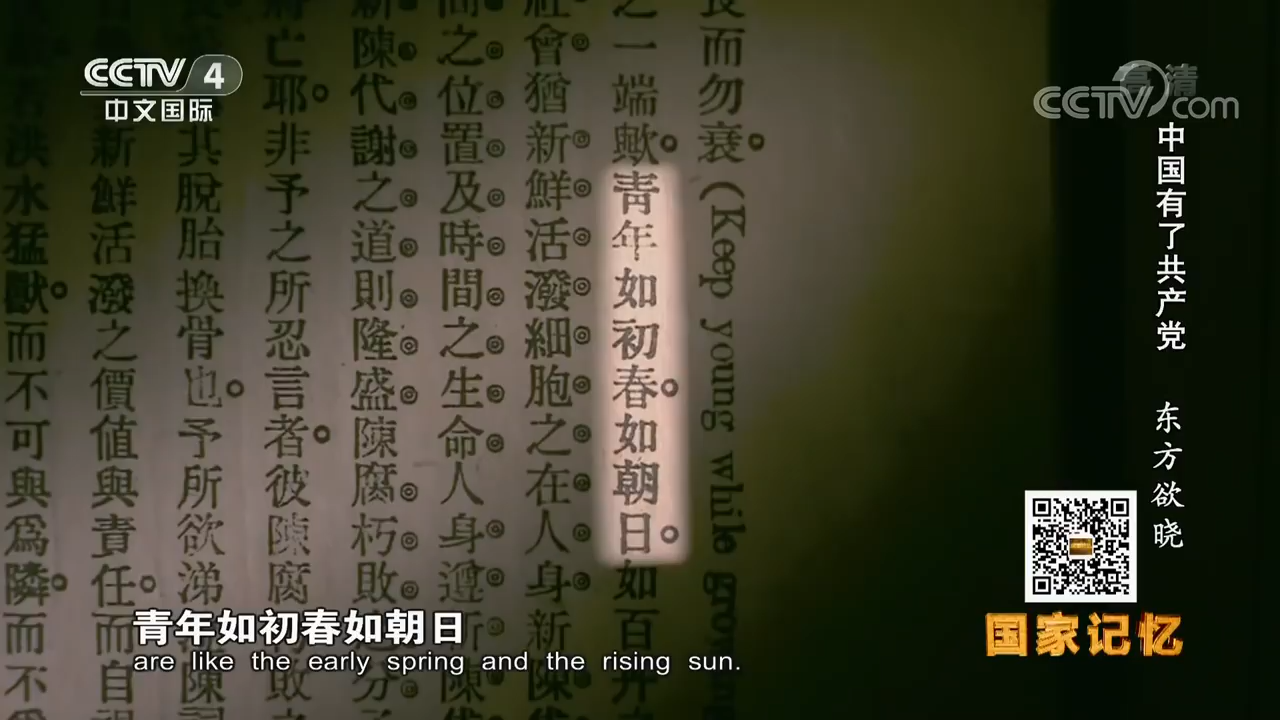 CCTV 4
中文国际
高清
CCTV.com
中国有了共产党 东方欲晓
而勿衰。(Keep young while
之一端歟。青年如初春。如朝日。如百
會◎猶◎新◎鮮◎活◎潑◎細◎胞◎之◎在◎人◎身◎新陳
之◎位◎置◎及◎時◎間◎之◎生◎命◎人身◎遵◎
陳◎代◎謝◎之◎道◎則◎隆◎盛◎陳腐◎朽◎敗◎
亡耶。非予之所忍言者。彼陳腐
其脫胎換骨也。予所欲涕
新鮮活潑之價值與責任。而自
洪水猛獸。而不可與爲隣。而不
国家记忆
青年如初春如朝日
are like the early spring and the rising sun.